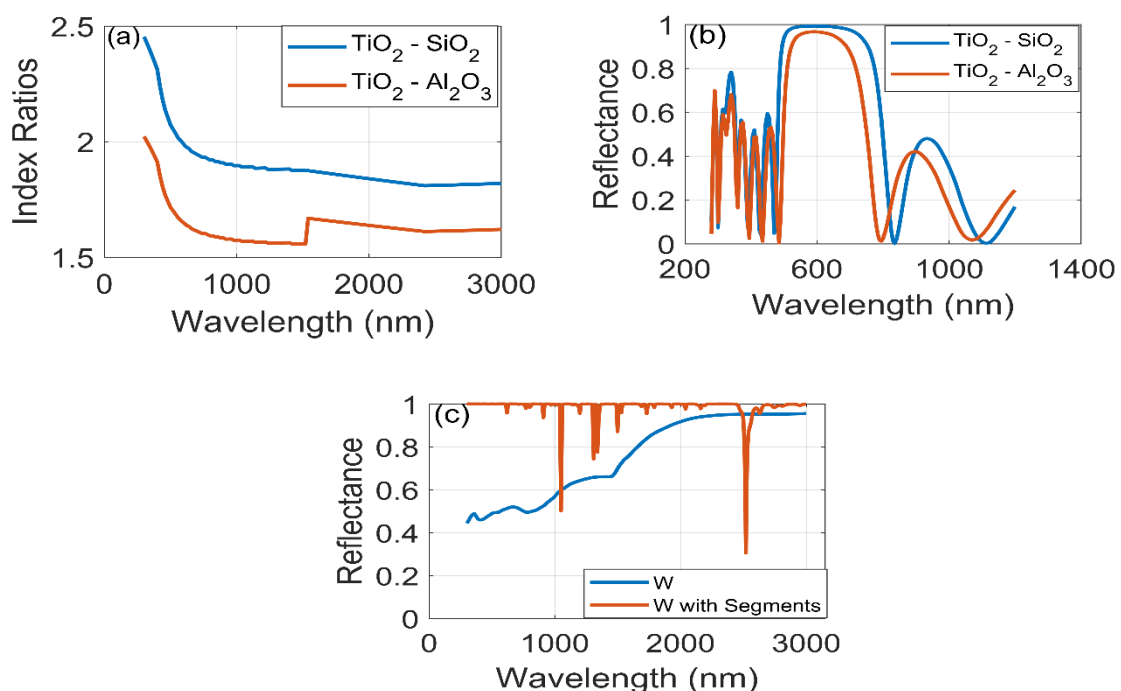 (a)
TiO2 - SiO2
TiO2 - Al2O3
Index Ratios
2.5
2
1.5
0
1000
2000
3000
Wavelength (nm)
(b)
TiO2 - SiO2
TiO2 - Al2O3
Reflectance
1
0.8
0.6
0.4
0.2
0
200
600
1000
1400
Wavelength (nm)
(c)
Reflectance
1
0.8
0.6
0.4
0.2
0
W
W with Segments
0
1000
2000
3000
Wavelength (nm)